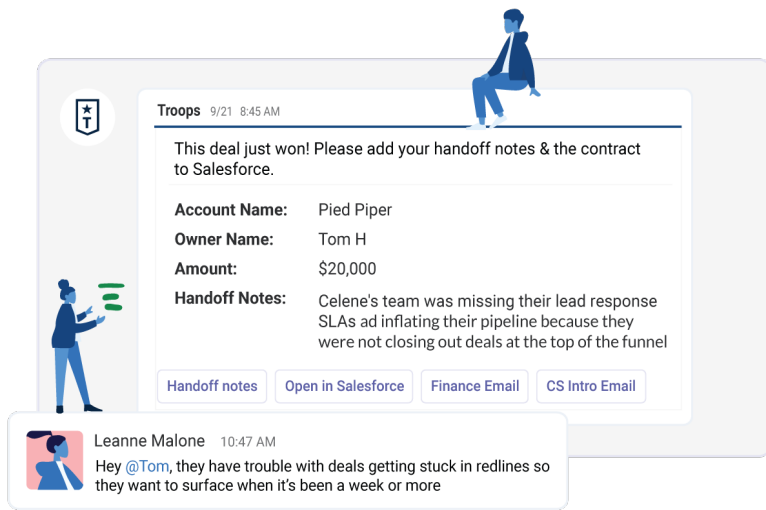 T
Troops 9/21 8:45 AM
This deal just won! Please add your handoff notes & the contract
to Salesforce.
Account Name: Pied Piper
Owner Name: Tom H
Amount: $20,000
Handoff Notes: Celene's team was missing their lead response
SLAs ad inflating their pipeline because they
were not closing out deals at the top of the funnel
Handoff notes Open in Salesforce Finance Email CS Intro Email
Leanne Malone 10:47 AM
Hey @Tom, they have trouble with deals getting stuck in redlines so
they want to surface when it's been a week or more